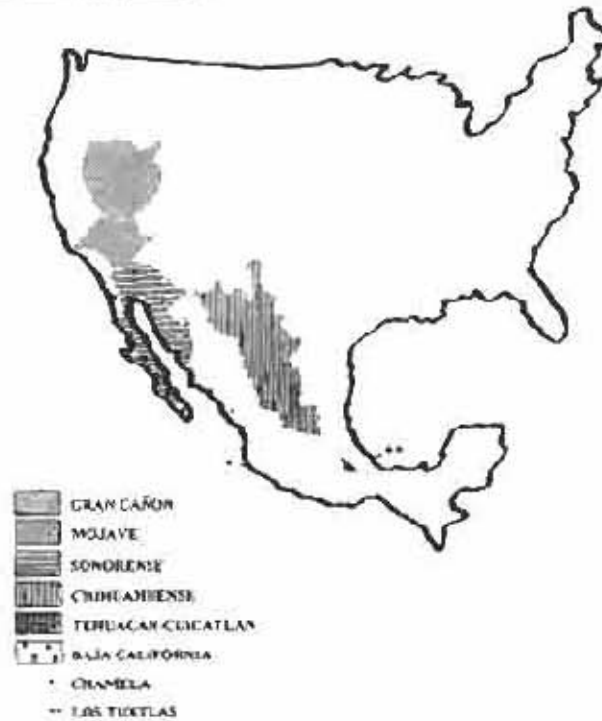 GRAN CAÑON
MOJAVE
SONORENSE
CHIHUAHUENSE
TEHUACAN-CUICATLAN
BAJA CALIFORNIA
CHAMELA
LOS TUXTLAS